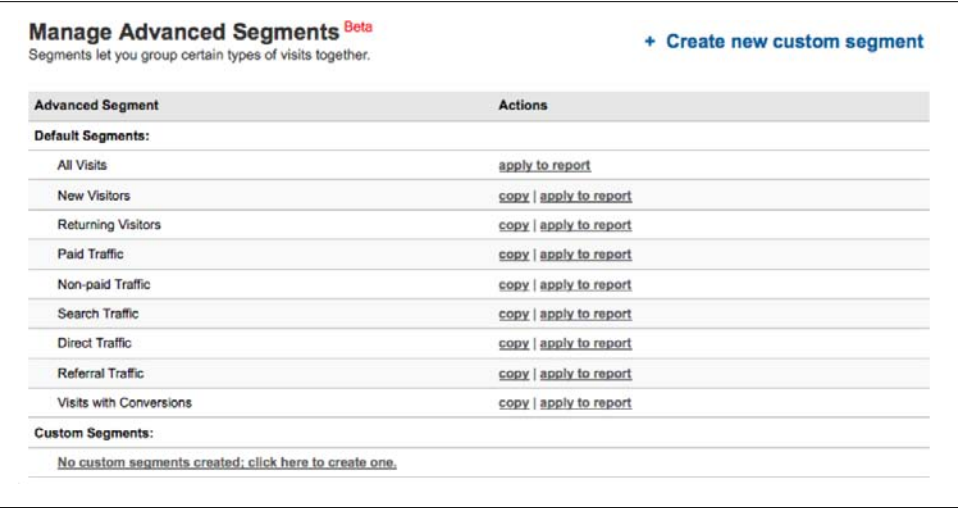 Manage Advanced Segments Beta
Segments let you group certain types of visits together.
+ Create new custom segment
Advanced Segment Actions
Default Segments:
All Visits apply to report
New Visitors copy | apply to report
Returning Visitors copy | apply to report
Paid Traffic copy | apply to report
Non-paid Traffic copy | apply to report
Search Traffic copy | apply to report
Direct Traffic copy | apply to report
Referral Traffic copy | apply to report
Visits with Conversions copy | apply to report
Custom Segments:
No custom segments created; click here to create one.